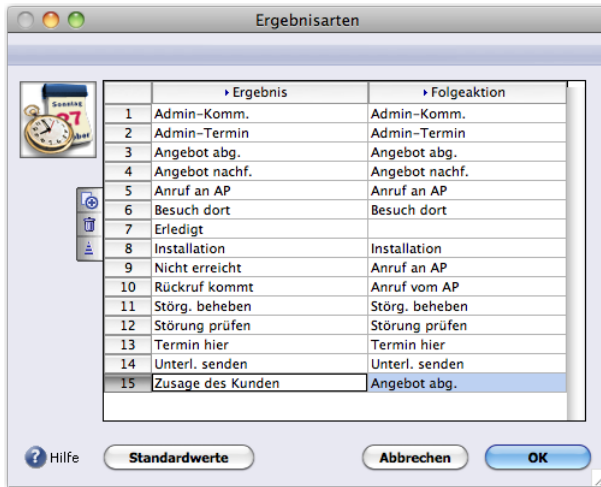 Ergebnisarten
Sonntag
27
Ergebnis Folgeaktion
1 Admin-Komm. Admin-Komm.
2 Admin-Termin Admin-Termin
3 Angebot abg. Angebot abg.
4 Angebot nachf. Angebot nachf.
5 Anruf an AP Anruf an AP
6 Besuch dort Besuch dort
7 Erledigt
8 Installation Installation
9 Nicht erreicht Anruf an AP
10 Rückruf kommt Anruf vom AP
11 Störg. beheben Störg. beheben
12 Störung prüfen Störung prüfen
13 Termin hier Termin hier
14 Unterl. senden Unterl. senden
15 Zusage des Kunden Angebot abg.
? Hilfe Standardwerte Abbrechen OK